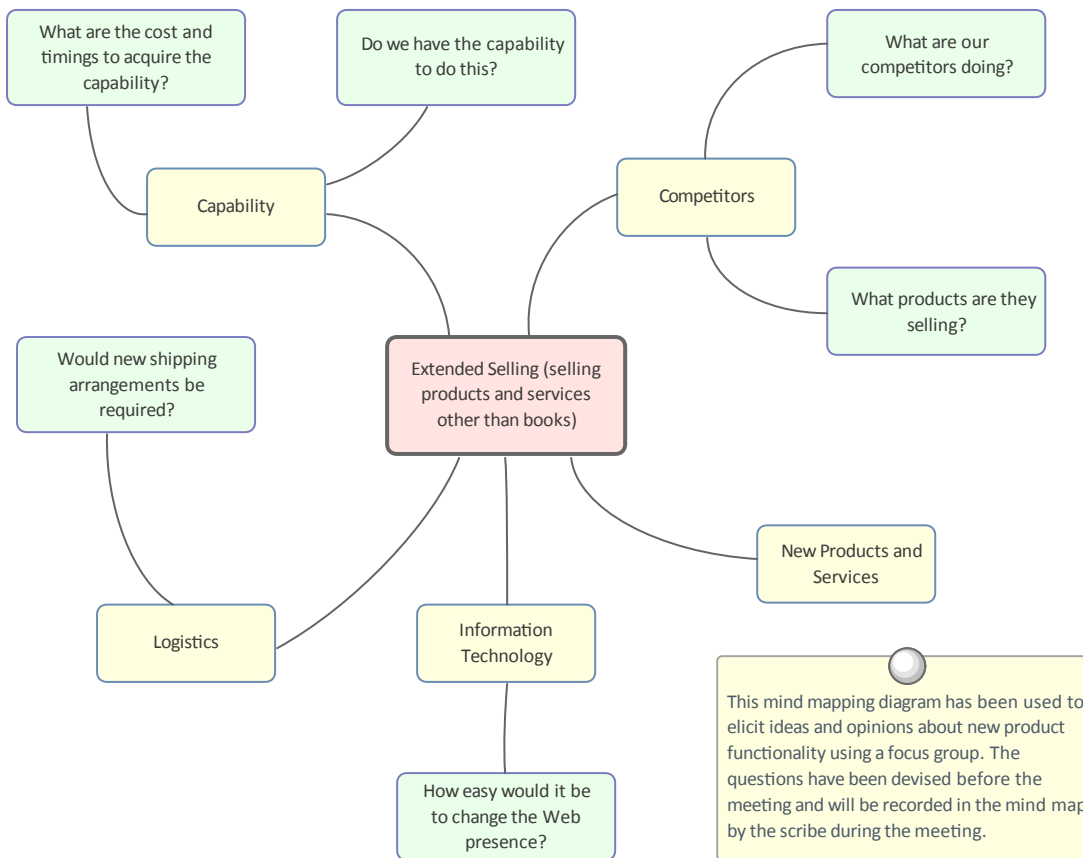 What are the cost and
timings to acquire the
capability?
Do we have the capability
to do this?
What are our
competitors doing?
Capability
Competitors
What products are they
selling?
Would new shipping
arrangements be
required?
Extended Selling (selling
products and services
other than books)
New Products and
Services
Logistics
Information
Technology
How easy would it be
to change the Web
presence?
This mind mapping diagram has been used to
elicit ideas and opinions about new product
functionality using a focus group. The
questions have been devised before the
meeting and will be recorded in the mind map
by the scribe during the meeting.